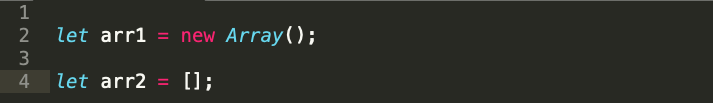 1
2 let arr1 = new Array();
3
4 let arr2 = [];